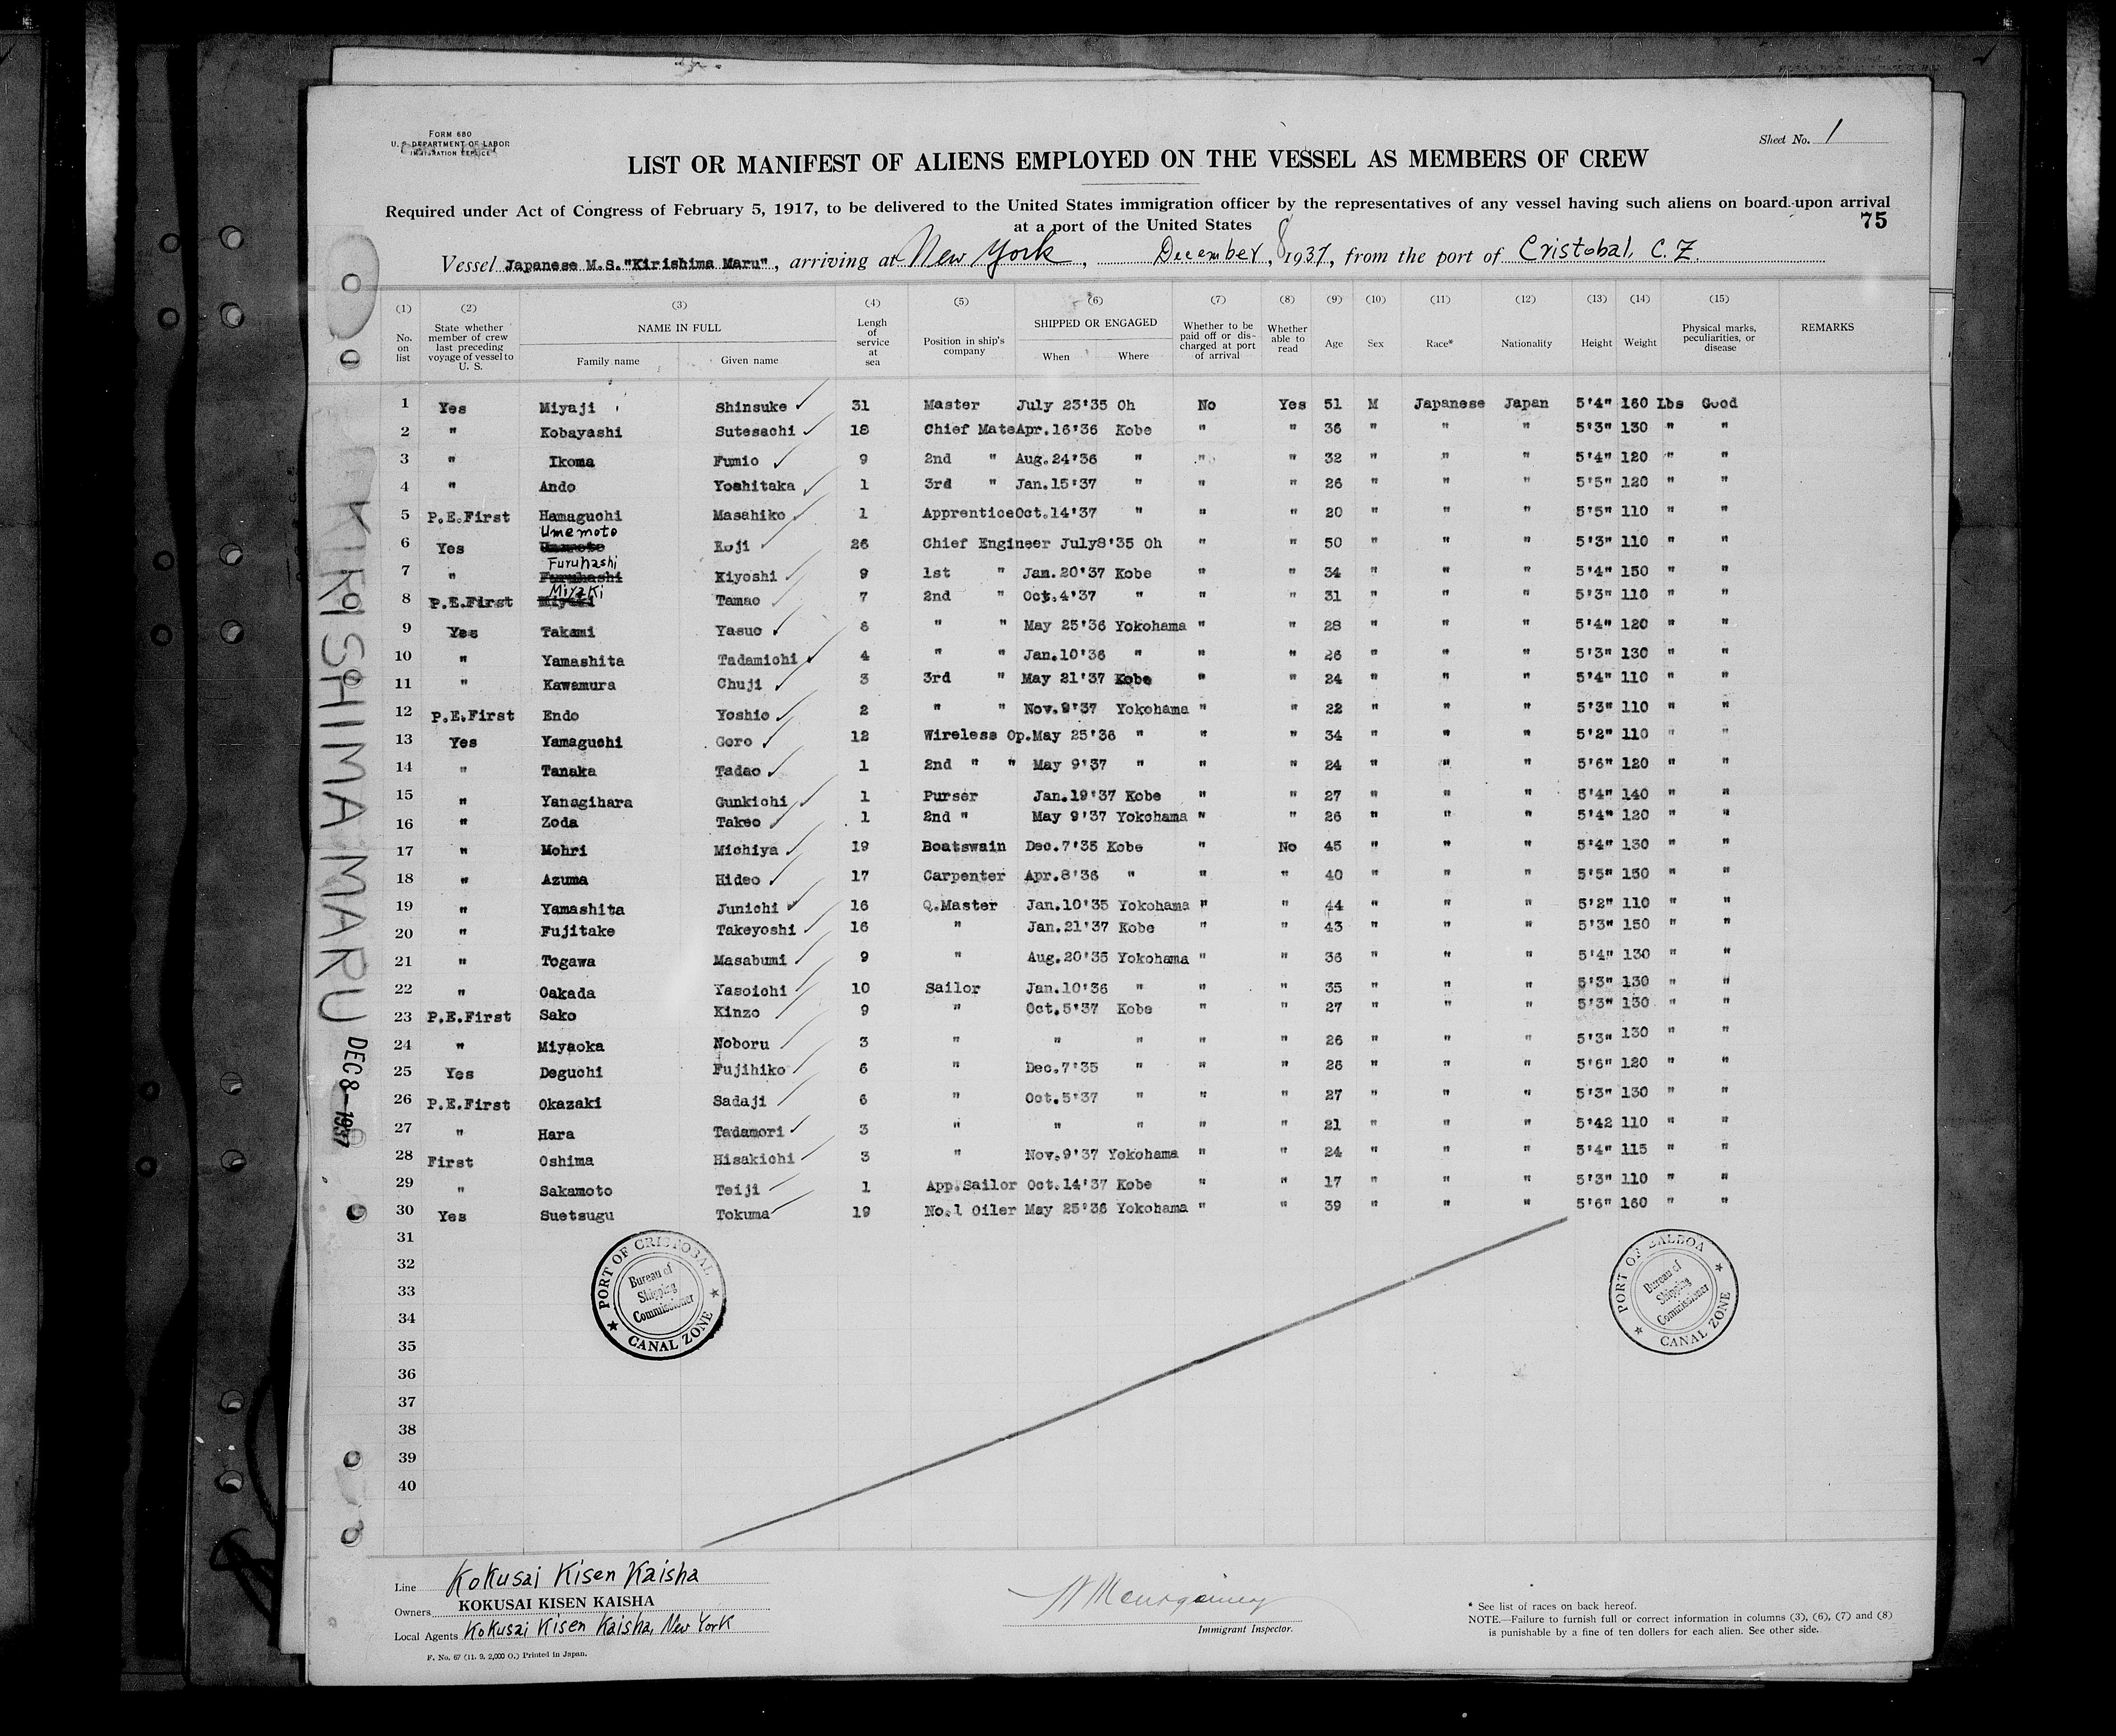 FORM 680
U. S. DEPARTMENT OF LABOR
IMMIGRATION SERVICE
Sheet No. 1
LIST OR MANIFEST OF ALIENS EMPLOYED ON THE VESSEL AS MEMBERS OF CREW
Required under Act of Congress of February 5, 1917, to be delivered to the United States immigration officer by the representatives of any vessel having such aliens on board upon arrival
at a port of the United States
75
Vessel Japanese M.S."Kirishima Maru", arriving at New York, December, 8 1937, from the port of Cristobal, C. Z.
(1) (2) (3) (4) (5) (6) (7) (8) (9) (10) (11) (12) (13) (14) (15)
No. on list State whether member of crew last preceding voyage of vessel to U. S. NAME IN FULL Family name Given name Lengh of service at sea Position in ship's company SHIPPED OR ENGAGED When Where Whether to be paid off or discharged at port of arrival Whether able to read Age Sex Race* Nationality Height Weight Physical marks, peculiarities, or disease REMARKS
1 Yes Miyaji Shinsuke 31 Master July 23'35 Oh No Yes 51 M Japanese Japan 5'4" 160 Lbs Good
2 " Kobayashi Sutesachi 18 Chief Mate Apr.16'36 Kobe " " 36 " " " 5'3" 130 " "
3 " Ikoma Fumio 9 2nd " Aug.24'36 " " " 32 " " " 5'4" 120 " "
4 " Ando Yoshitaka 1 3rd " Jan.15'37 " " " 26 " " " 5'5" 120 " "
5 P.E.First Hamaguchi Masahiko 1 Apprentice Oct.14'37 " " " 20 " " " 5'5" 110 " "
6 Yes Umemoto Koji 26 Chief Engineer July8'35 Oh " " 50 " " " 5'3" 110 " "
7 " Furuhashi Furuhashi Kiyoshi 9 1st " Jan.20'37 Kobe " " 34 " " " 5'4" 150 " "
8 P.E.First Miyaki Tamao 7 2nd " Oct.4'37 " " " 31 " " " 5'3" 110 " "
9 Yes Takami Yasuo 6 " " May 25'36 Yokohama " " 28 " " " 5'4" 120 " "
10 " Yamashita Tadamichi 4 " " Jan.10'36 " " " 26 " " " 5'3" 130 " "
11 " Kawamura Chuji 3 3rd " May 21'37 Kobe " " 24 " " " 5'4" 110 " "
12 P.E.First Endo Yoshio 2 " " Nov.9'37 Yokohama " " 22 " " " 5'3" 110 " "
13 Yes Yamaguchi Goro 12 Wireless Op. May 25'36 " " " 34 " " " 5'2" 110 " "
14 " Tanaka Tadao 1 2nd " " May 9'37 " " " 24 " " " 5'6" 120 " "
15 " Yanagihara Gunkichi 1 Purser Jan.19'37 Kobe " " 27 " " " 5'4" 140 " "
16 " Zoda Takeo 1 2nd " May 9'37 Yokohama " " 26 " " " 5'4" 120 " "
17 " Mohri Michiya 19 Boatswain Dec.7'35 Kobe " No 45 " " " 5'4" 130 " "
18 " Azuma Hideo 17 Carpenter Apr.8'36 " " " 40 " " " 5'5" 150 " "
19 " Yamashita Junichi 16 Q.Master Jan.10'35 Yokohama " " 44 " " " 5'2" 110 " "
20 " Fujitake Takeyoshi 16 " Jan.21'37 Kobe " " 43 " " " 5'3" 150 " "
21 " Togawa Masabumi 9 " Aug.20'35 Yokohama " " 36 " " " 5'4" 130 " "
22 " Oakada Yasoichi 10 Sailor Jan.10'36 " " " 35 " " " 5'3" 130 " "
23 P.E.First Sako Kinzo 9 " Oct.5'37 Kobe " " 27 " " " 5'3" 130 " "
24 " Miyaoka Noboru 3 " " " " " 26 " " " 5'3" 130 " "
25 Yes Deguchi Fujihiko 6 " Dec.7'35 " " " 26 " " " 5'6" 120 " "
26 P.E.First Okazaki Sadaji 6 " Oct.5'37 " " " 27 " " " 5'3" 130 " "
27 " Hara Tadamori 3 " " " " " 21 " " " 5'42 110 " "
28 First Oshima Hisakichi 3 " Nov.9'37 Yokohama " " 24 " " " 5'4" 115 " "
29 " Sakamoto Teiji 1 App.Sailor Oct.14'37 Kobe " " 17 " " " 5'3" 110 " "
30 Yes Suetsugu Tokuma 19 No.1 Oiler May 25'36 Yokohama " " 39 " " " 5'6" 160 " "
31
32
33
34
35
36
37
38
39
40
PORT OF CRISTOBAL
Bureau of
Shipping
Commissioner
CANAL ZONE
PORT OF BALBOA
Bureau of
Shipping
Commissioner
CANAL ZONE
KIRISHIMA MARU
DEC 8-1937
Line Kokusai Kisen Kaisha
Owners KOKUSAI KISEN KAISHA
Local Agents Kokusai Kisen Kaisha, New York
F. No. 67 (11. 9. 2,000 O.) Printed in Japan.
Immigrant Inspector.
* See list of races on back hereof.
NOTE.—Failure to furnish full or correct information in columns (3), (6), (7) and (8)
is punishable by a fine of ten dollars for each alien. See other side.